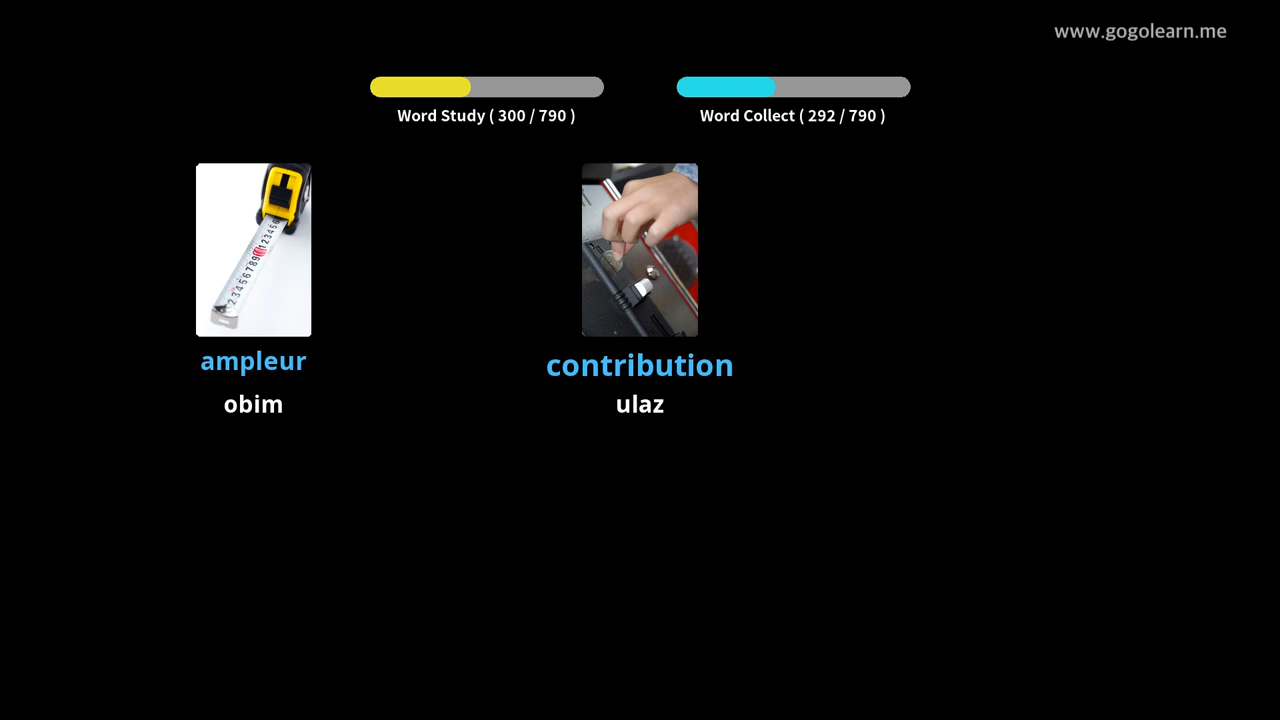 www.gogolearn.me
Word Study ( 300 / 790 )
Word Collect ( 292 / 790 )
ampleur
contribution
obim
ulaz